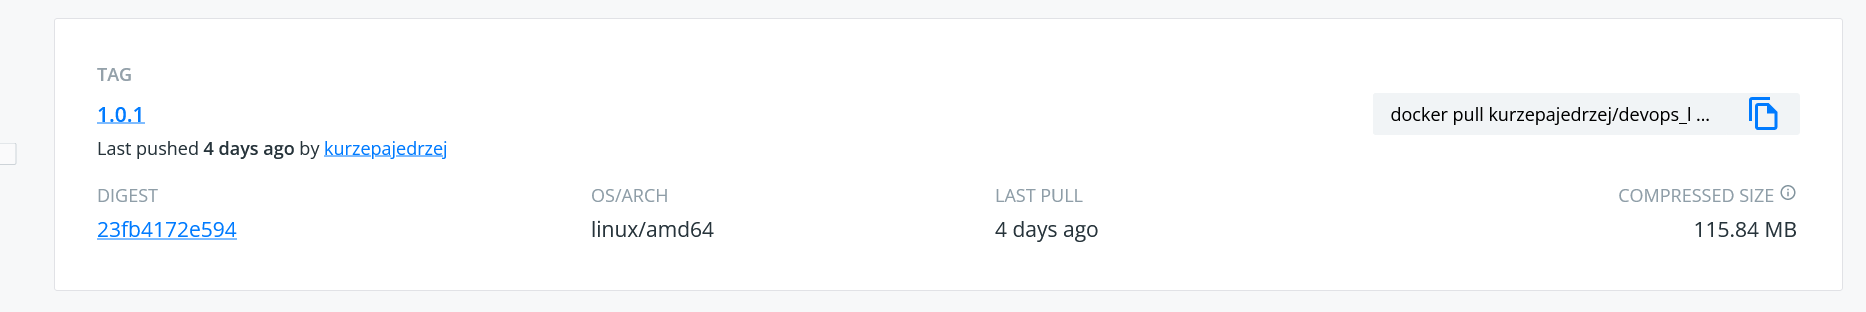 TAG
1.0.1
docker pull kurzepajedrzej/devops_l ...
Last pushed 4 days ago by kurzepajedrzej
DIGEST
OS/ARCH
LAST PULL
COMPRESSED SIZE
23fb4172e594
linux/amd64
4 days ago
115.84 MB